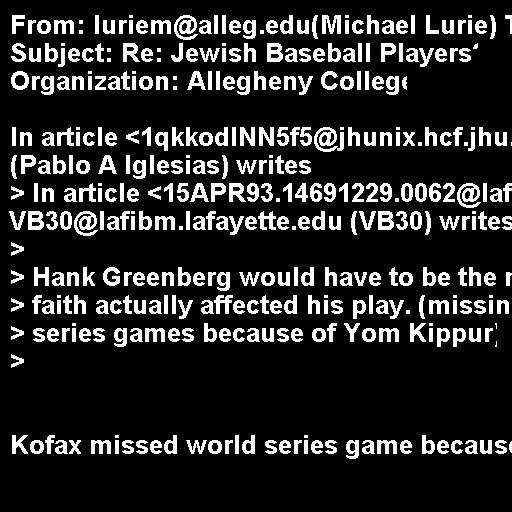 From: luriem@alleg.edu(Michael Lurie)
Subject: Re: Jewish Baseball Players
Organization: Allegheny College
In article <1qkkodINN5f5@jhunix.hcf.jhu.
(Pablo A Iglesias) writes
> In article <15APR93.14691229.0062@laf
VB30@lafibm.lafayette.edu (VB30) writes
>
> Hank Greenberg would have to be the
> faith actually affected his play. (missin
> series games because of Yom Kippur)
>
Kofax missed world series game because